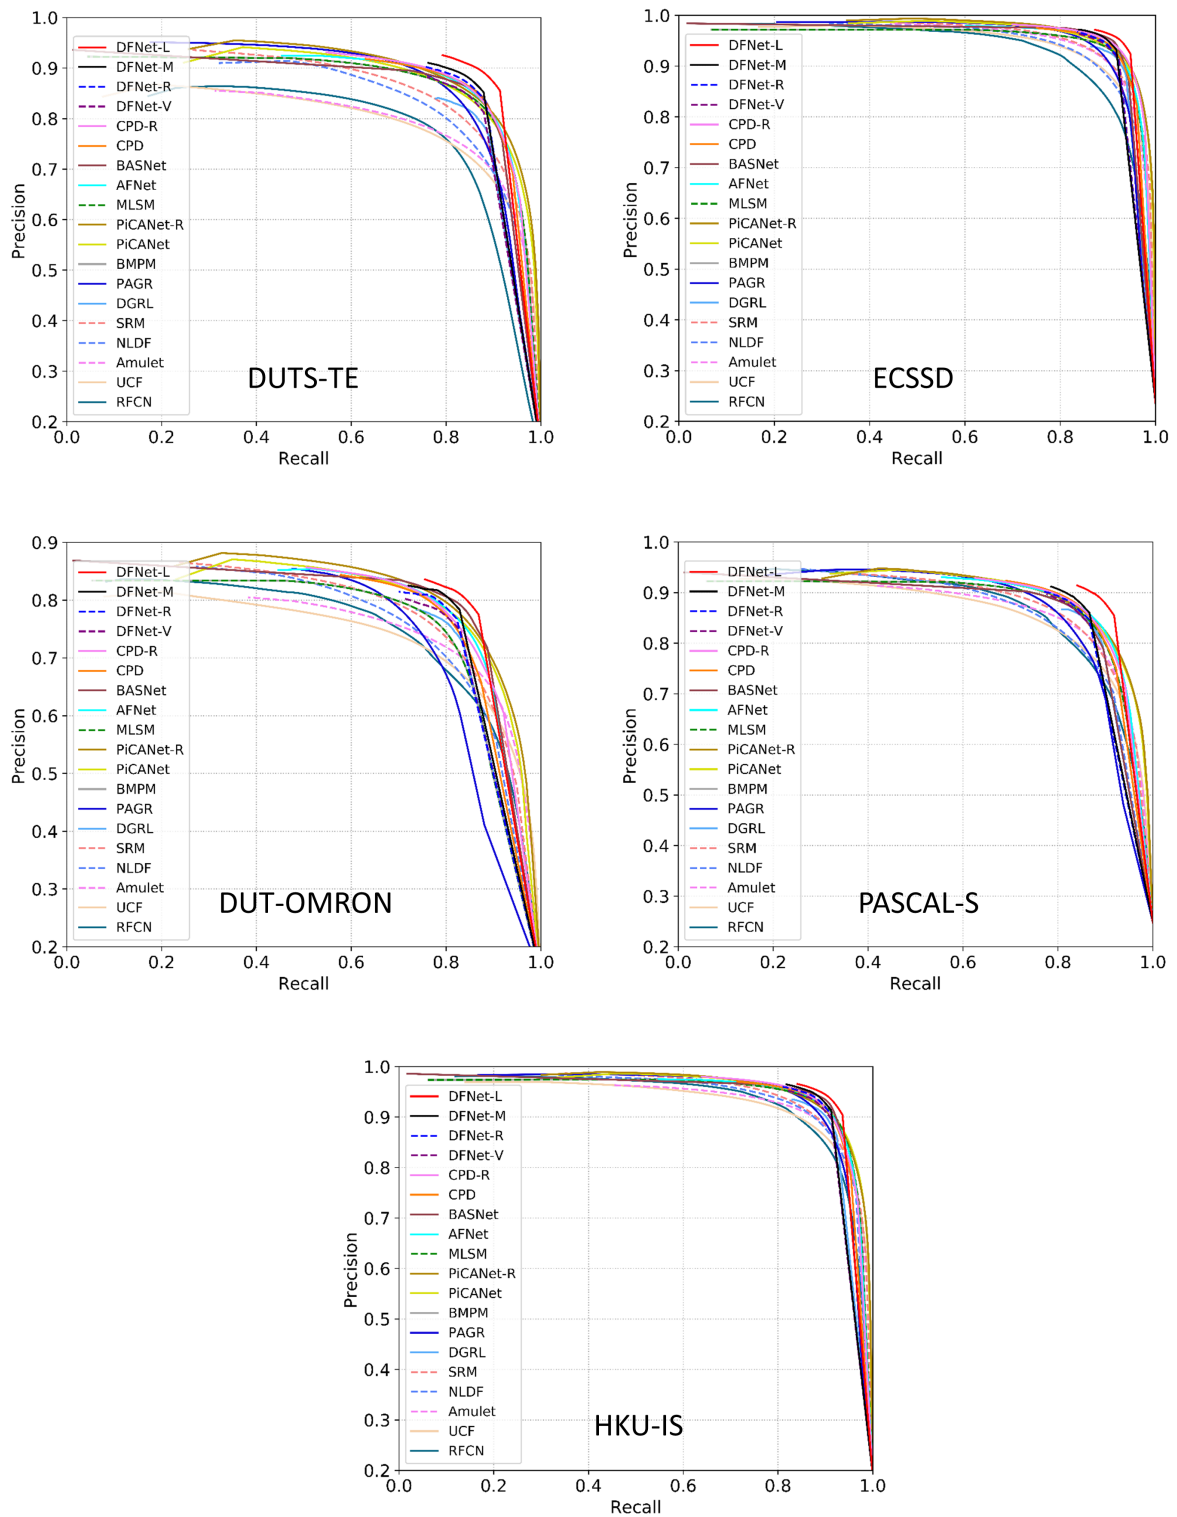 1.0
0.9
0.8
0.7
0.6
0.5
0.4
0.3
0.2
Precision
DFNet-L
DFNet-M
DFNet-R
DFNet-V
CPD-R
CPD
BASNet
AFNet
MLSM
PiCANet-R
PiCANet
BMPM
PAGR
DGRL
SRM
NLDF
Amulet
UCF
RFCN
DUTS-TE
0.0 0.2 0.4 0.6 0.8 1.0
Recall
1.0
0.9
0.8
0.7
0.6
0.5
0.4
0.3
0.2
Precision
DFNet-L
DFNet-M
DFNet-R
DFNet-V
CPD-R
CPD
BASNet
AFNet
MLSM
PiCANet-R
PiCANet
BMPM
PAGR
DGRL
SRM
NLDF
Amulet
UCF
RFCN
ECSSD
0.0 0.2 0.4 0.6 0.8 1.0
Recall
0.9
0.8
0.7
0.6
0.5
0.4
0.3
0.2
Precision
DFNet-L
DFNet-M
DFNet-R
DFNet-V
CPD-R
CPD
BASNet
AFNet
MLSM
PiCANet-R
PiCANet
BMPM
PAGR
DGRL
SRM
NLDF
Amulet
UCF
RFCN
DUT-OMRON
0.0 0.2 0.4 0.6 0.8 1.0
Recall
1.0
0.9
0.8
0.7
0.6
0.5
0.4
0.3
0.2
Precision
DFNet-L
DFNet-M
DFNet-R
DFNet-V
CPD-R
CPD
BASNet
AFNet
MLSM
PiCANet-R
PiCANet
BMPM
PAGR
DGRL
SRM
NLDF
Amulet
UCF
RFCN
PASCAL-S
0.0 0.2 0.4 0.6 0.8 1.0
Recall
1.0
0.9
0.8
0.7
0.6
0.5
0.4
0.3
0.2
Precision
DFNet-L
DFNet-M
DFNet-R
DFNet-V
CPD-R
CPD
BASNet
AFNet
MLSM
PiCANet-R
PiCANet
BMPM
PAGR
DGRL
SRM
NLDF
Amulet
UCF
RFCN
HKU-IS
0.0 0.2 0.4 0.6 0.8 1.0
Recall